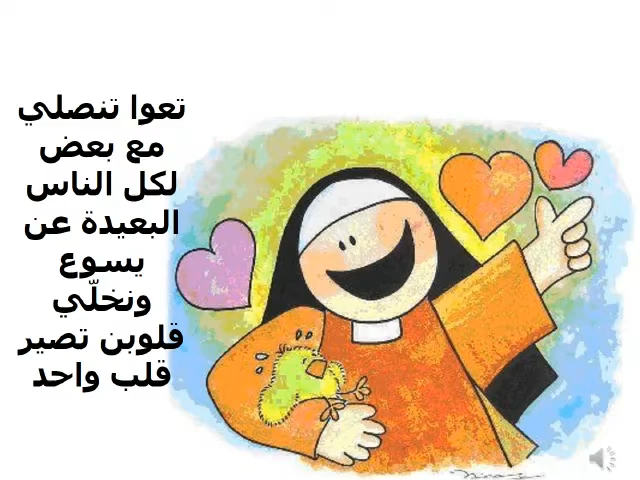 تعوا تنصلي
مع بعض
لكل الناس
البعيدة عن
يسوع
ونخلّي
قلوبن تصير
قلب واحد